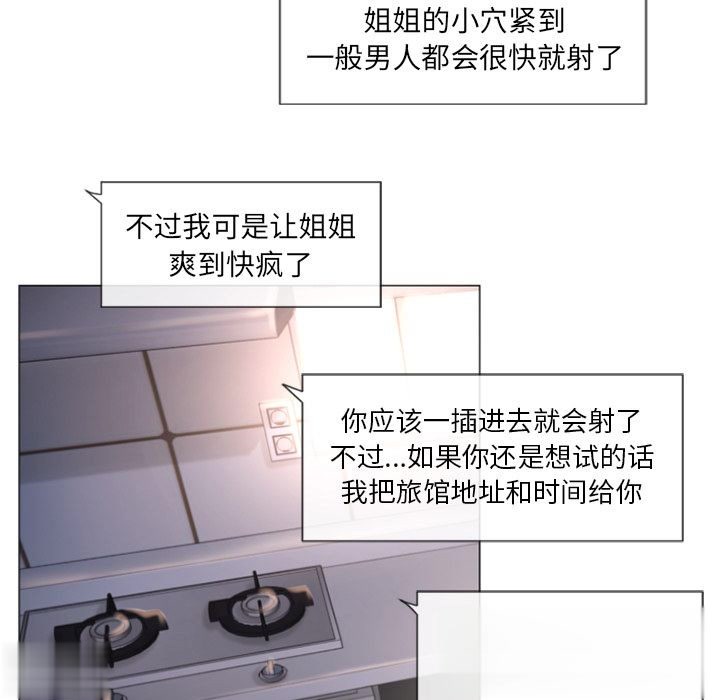 姐姐的小穴紧到
一般男人都会很快就射了
不过我可是让姐姐
爽到快疯了
你应该一插进去就会射了
不过...如果你还是想试的话
我把旅馆地址和时间给你